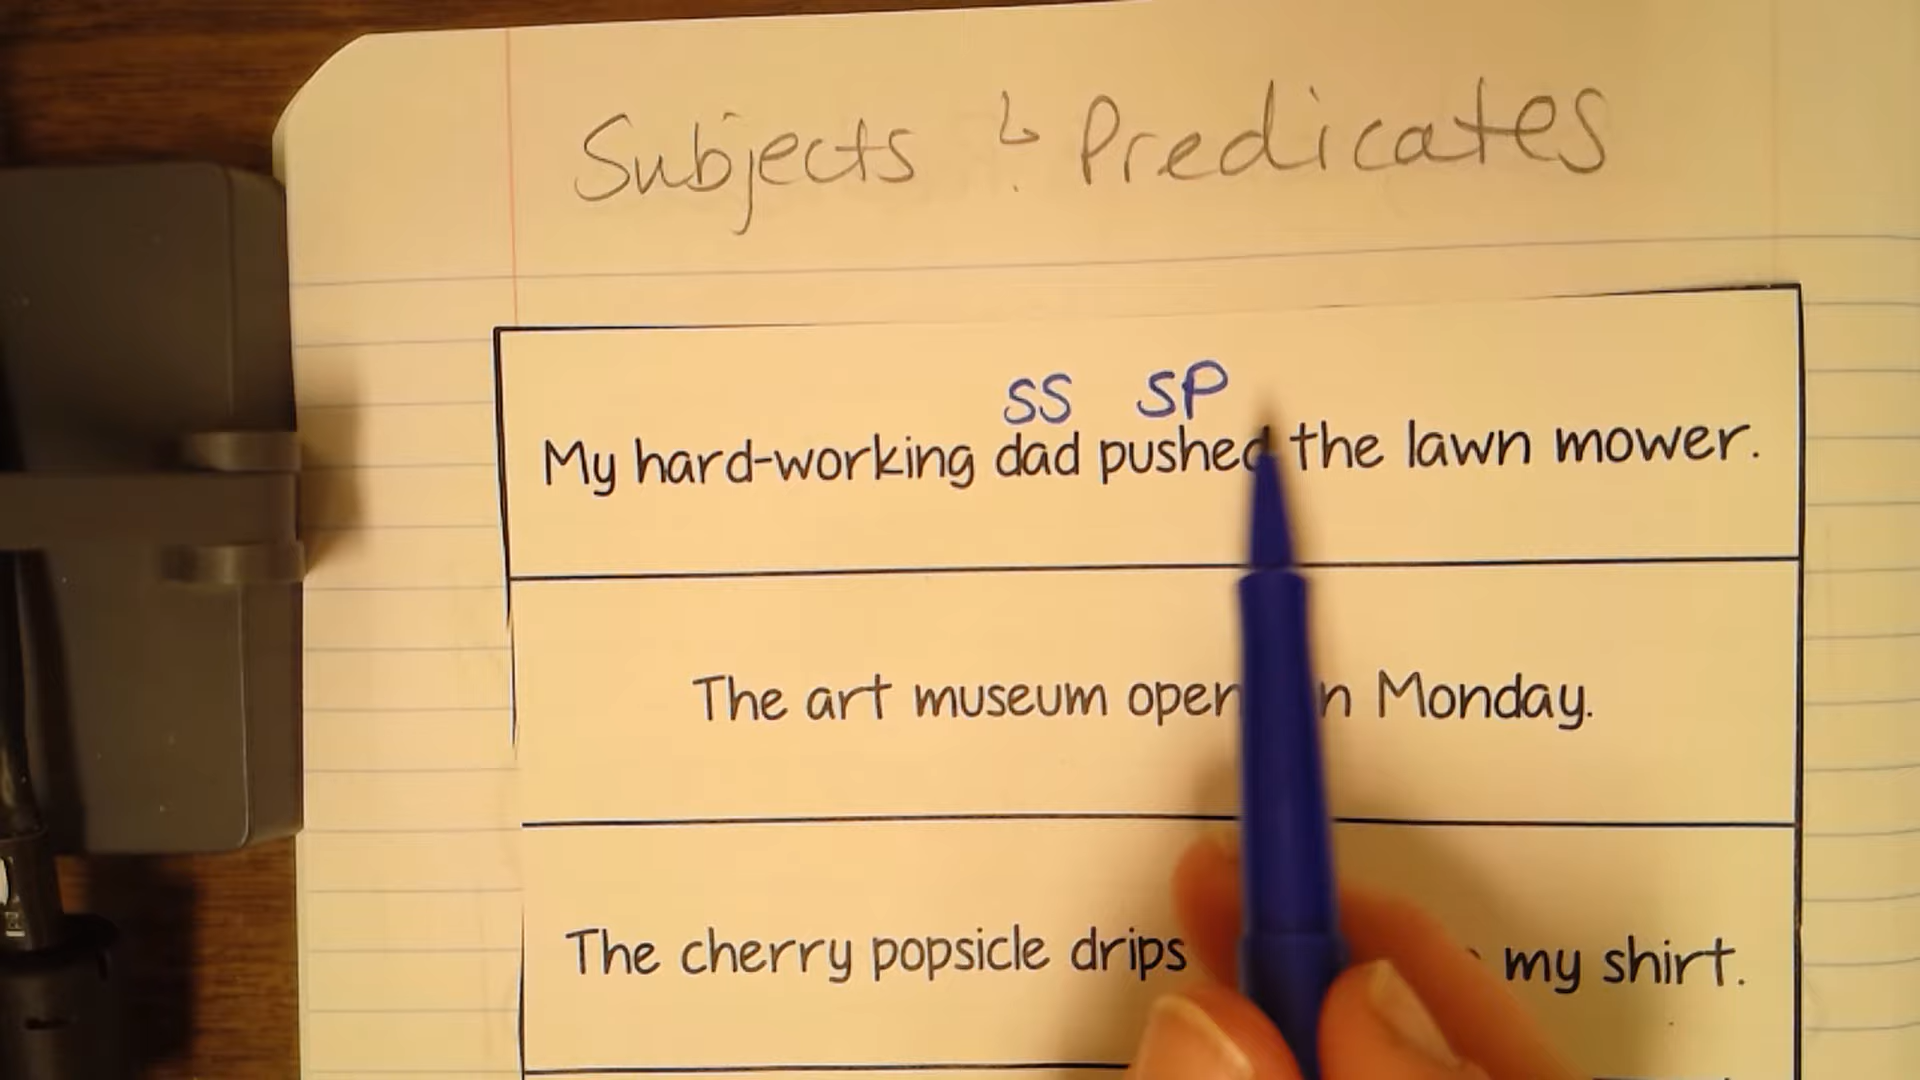 Subjects & Predicates
SS SP
My hard-working dad pushed the lawn mower.
The art museum Monday.
The cherry popsicle drips my shirt.